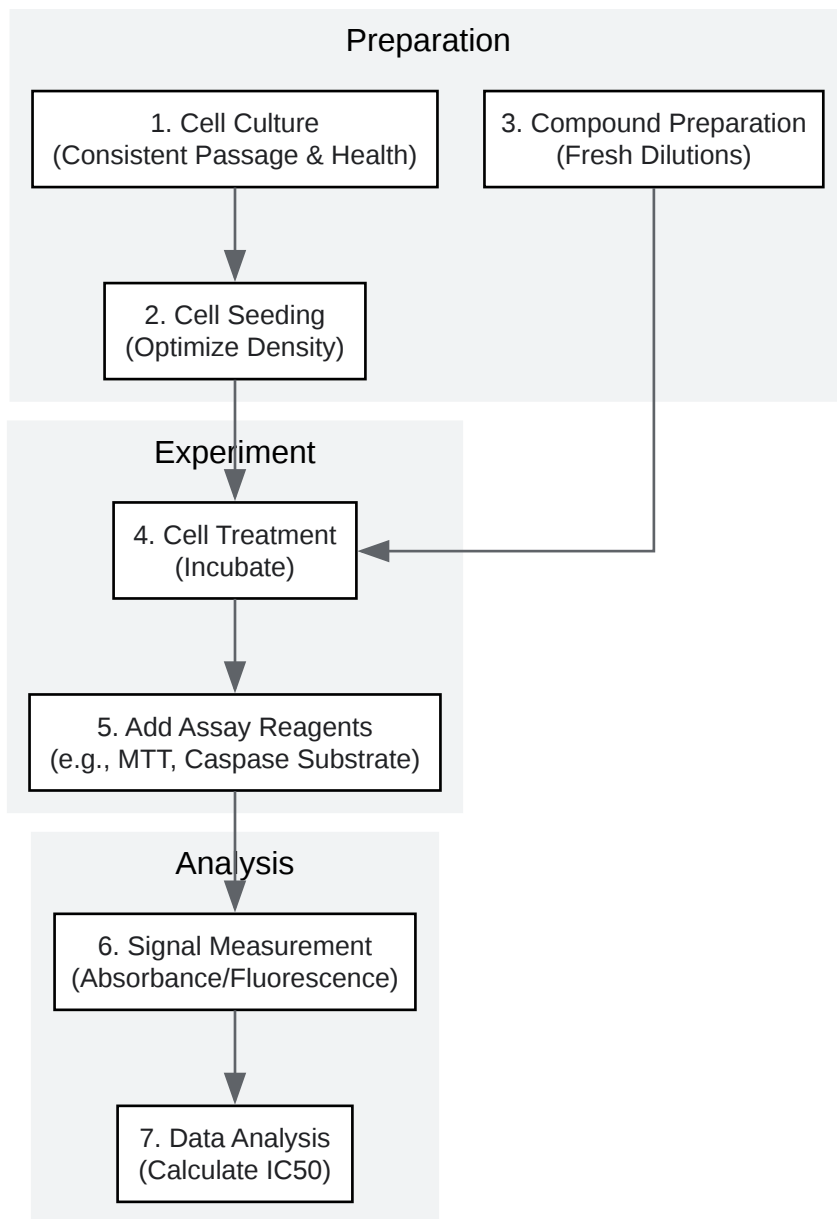 Preparation
1. Cell Culture
(Consistent Passage & Health)
3. Compound Preparation
(Fresh Dilutions)
2. Cell Seeding
(Optimize Density)
Experiment
4. Cell Treatment
(Incubate)
5. Add Assay Reagents
(e.g., MTT, Caspase Substrate)
Analysis
6. Signal Measurement
(Absorbance/Fluorescence)
7. Data Analysis
(Calculate IC50)